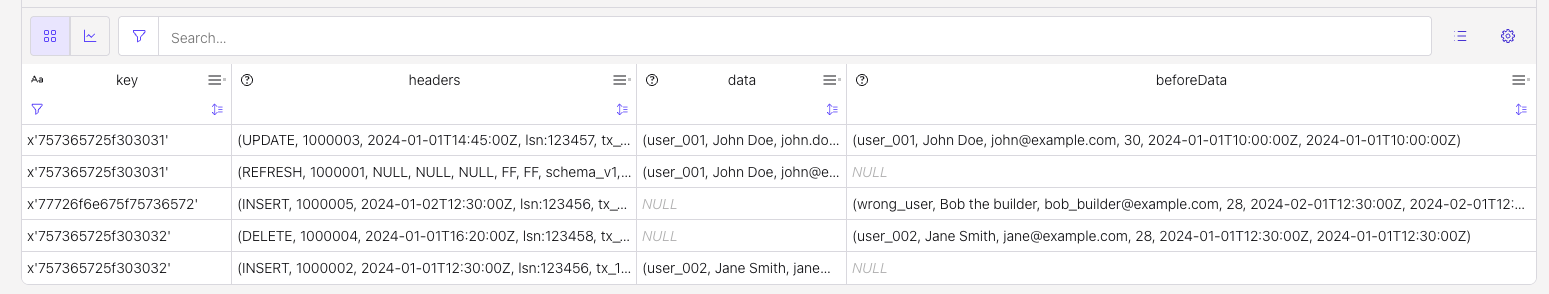 Search...
Aa key headers data beforeData
x'757365725f303031' (UPDATE, 1000003, 2024-01-01T14:45:00Z, lsn:123457, tx_... (user_001, John Doe, john.do... (user_001, John Doe, john@example.com, 30, 2024-01-01T10:00:00Z, 2024-01-01T10:00:00Z)
x'757365725f303031' (REFRESH, 1000001, NULL, NULL, NULL, FF, FF, schema_v1,... (user_001, John Doe, john@e... NULL
x'77726f6e675f75736572' (INSERT, 1000005, 2024-01-02T12:30:00Z, lsn:123456, tx_... NULL (wrong_user, Bob the builder, bob_builder@example.com, 28, 2024-02-01T12:30:00Z, 2024-02-01T12:...
x'757365725f303032' (DELETE, 1000004, 2024-01-01T16:20:00Z, lsn:123458, tx_... NULL (user_002, Jane Smith, jane@example.com, 28, 2024-01-01T12:30:00Z, 2024-01-01T12:30:00Z)
x'757365725f303032' (INSERT, 1000002, 2024-01-01T12:30:00Z, lsn:123456, tx_1... (user_002, Jane Smith, jane... NULL